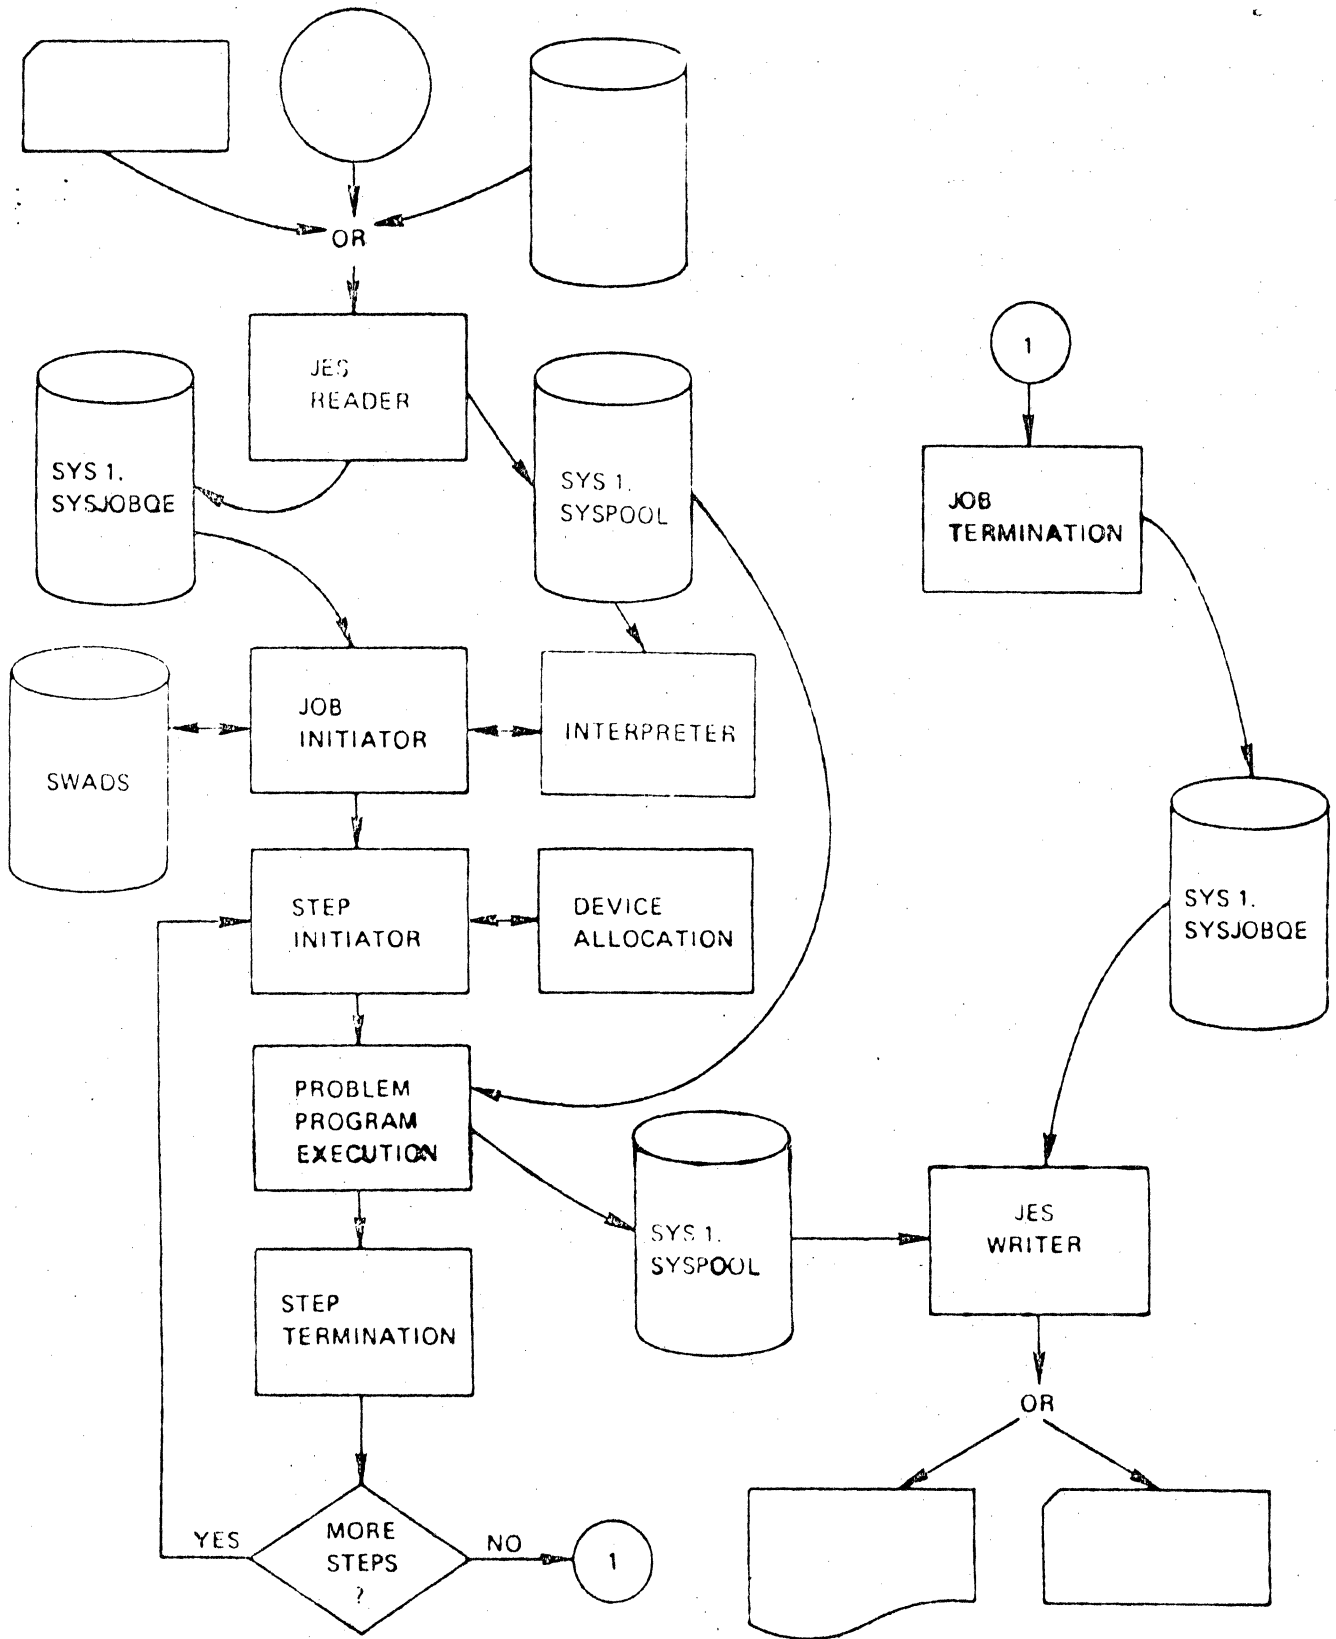 OR
JES
READER
SYS 1.
SYSJOBQE
SYS 1.
SYSPOOL
1
JOB
TERMINATION
JOB
INITIATOR
INTERPRETER
SWADS
STEP
INITIATOR
DEVICE
ALLOCATION
SYS 1.
SYSJOBQE
PROBLEM
PROGRAM
EXECUTION
SYS 1.
SYSPOOL
JES
WRITER
STEP
TERMINATION
OR
YES
MORE
STEPS
?
NO
1